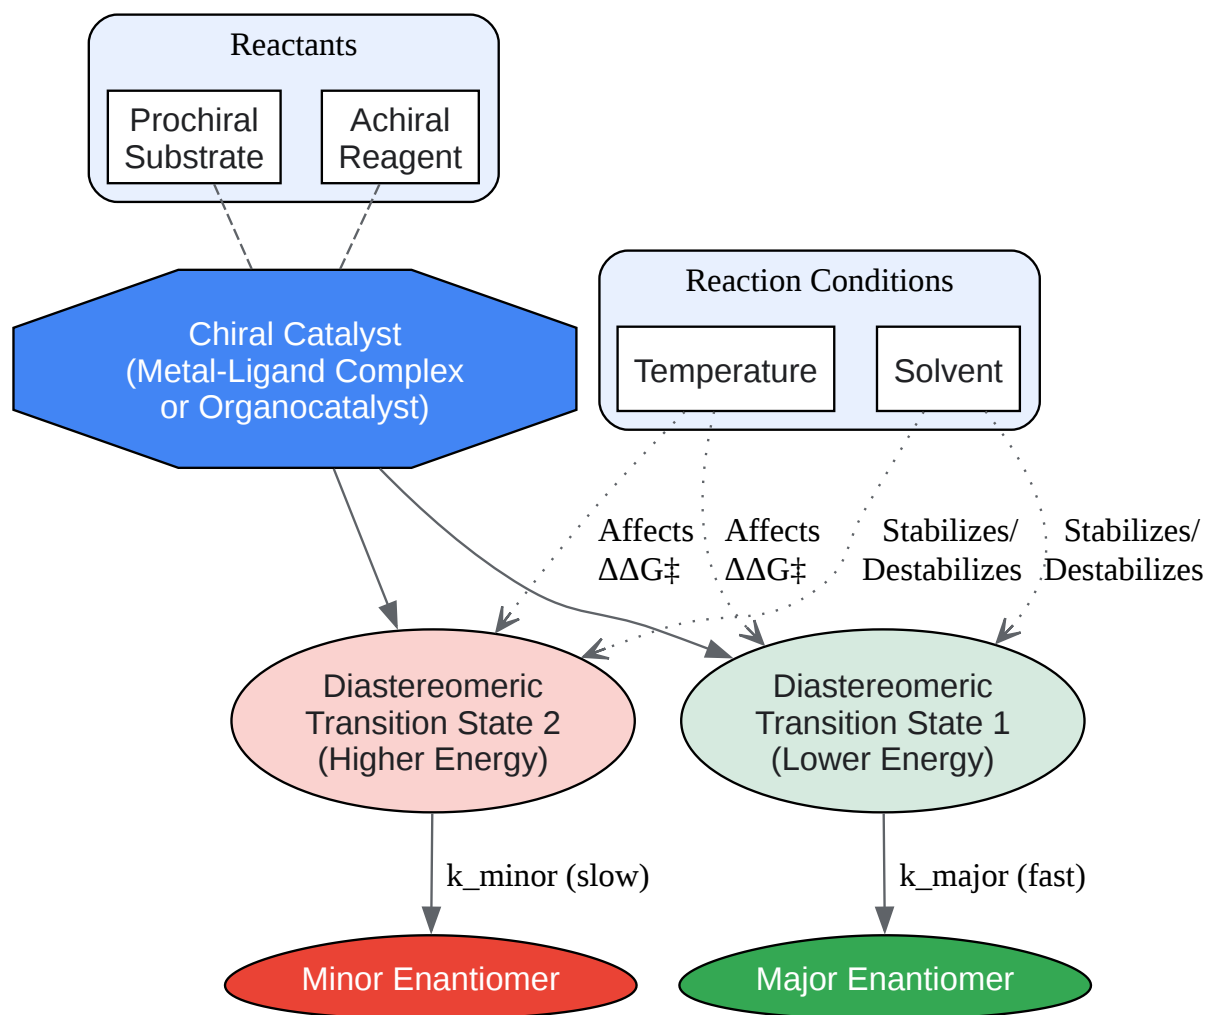 Reactants
Prochiral
Substrate
Achiral
Reagent
Chiral Catalyst
(Metal-Ligand Complex
or Organocatalyst)
Reaction Conditions
Temperature
Solvent
Affects
ΔΔG‡
Affects
ΔΔG‡
Stabilizes/
Destabilizes
Stabilizes/
Destabilizes
Diastereomeric
Transition State 2
(Higher Energy)
Diastereomeric
Transition State 1
(Lower Energy)
k_minor (slow)
k_major (fast)
Minor Enantiomer
Major Enantiomer